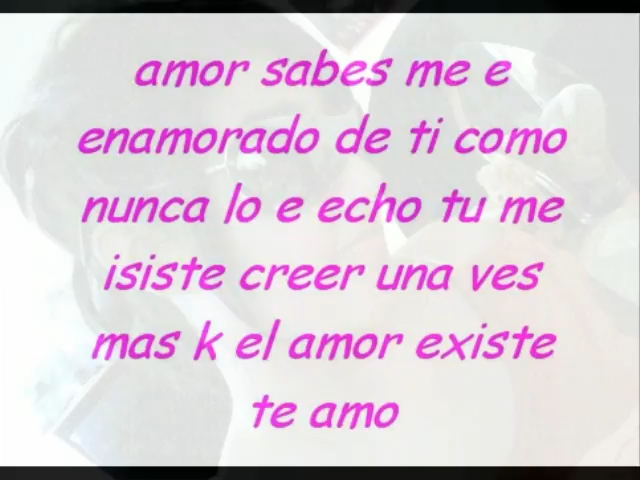 amor sabes me e
enamorado de ti como
nunca lo e echo tu me
isiste creer una ves
mas k el amor existe
te amo